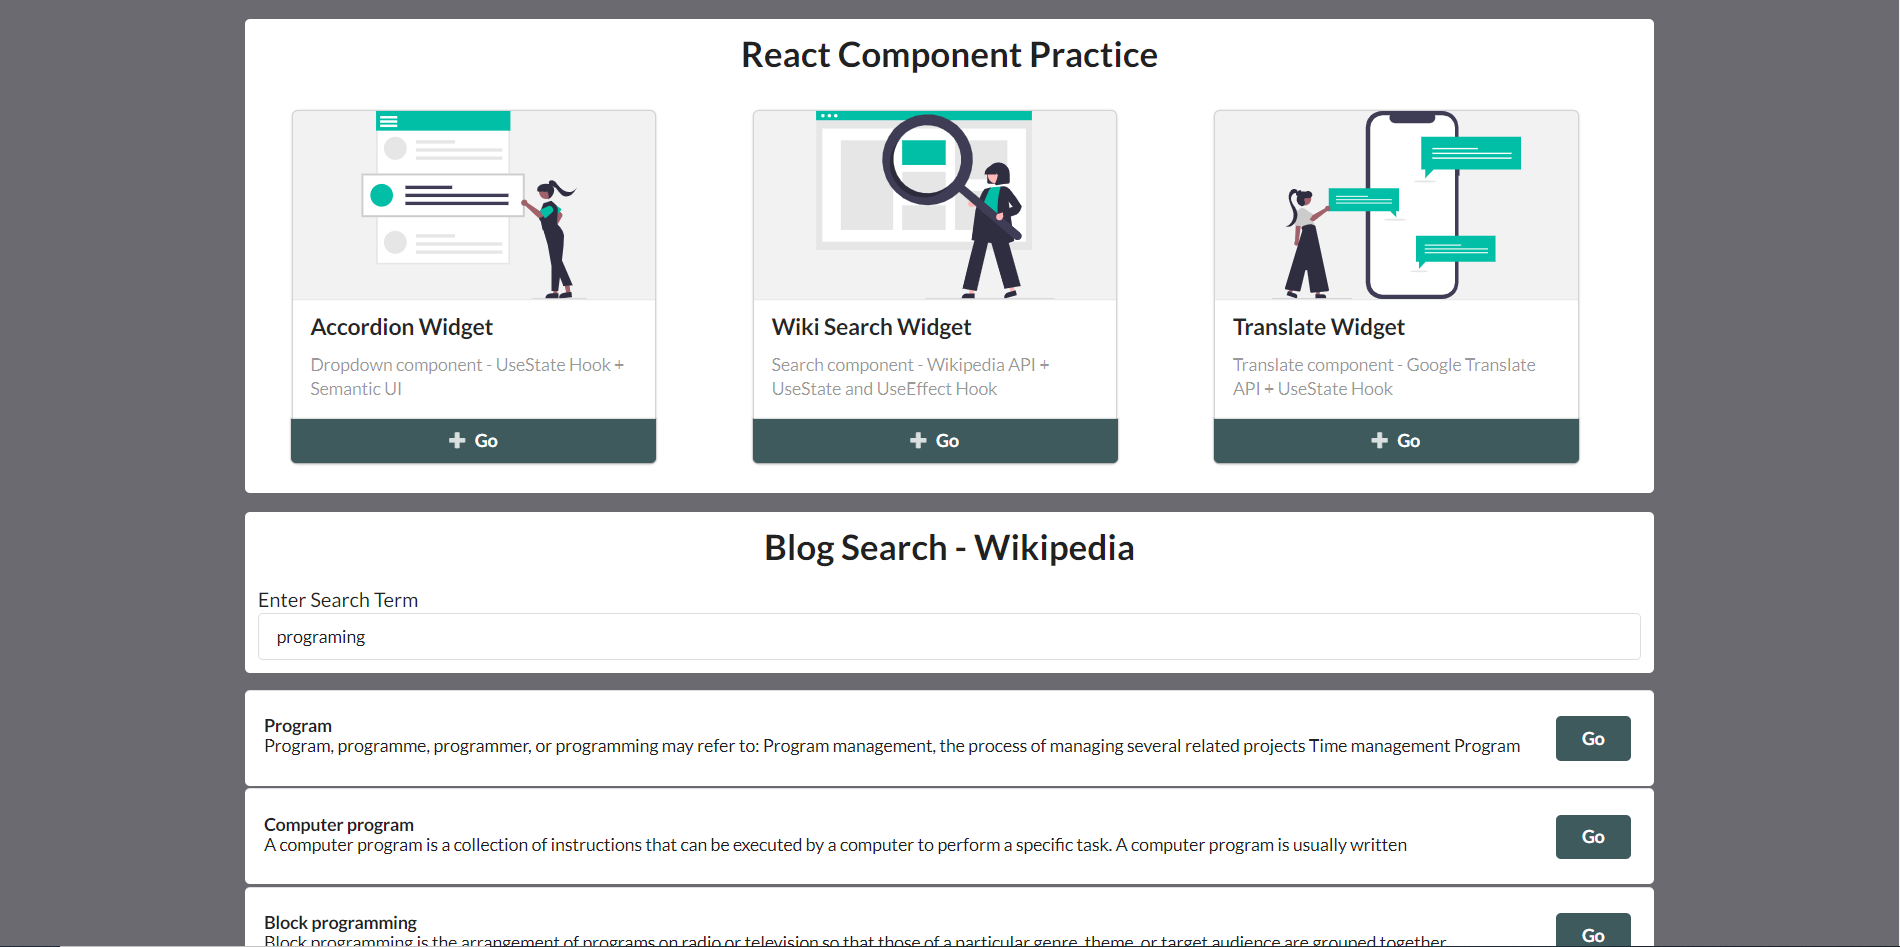 React Component Practice
Accordion Widget
Dropdown component - UseState Hook +
Semantic UI
Go
Wiki Search Widget
Search component - Wikipedia API +
UseState and UseEffect Hook
Go
Translate Widget
Translate component - Google Translate
API + UseState Hook
Go
Blog Search - Wikipedia
Enter Search Term
programing
Program
Program, programme, programmer, or programming may refer to: Program management, the process of managing several related projects Time management Program
Go
Computer program
A computer program is a collection of instructions that can be executed by a computer to perform a specific task. A computer program is usually written
Go
Block programming
Block programming is the arrangement of programs on radio or television so that those of a particular genre, theme, or target audience are grouped together
Go